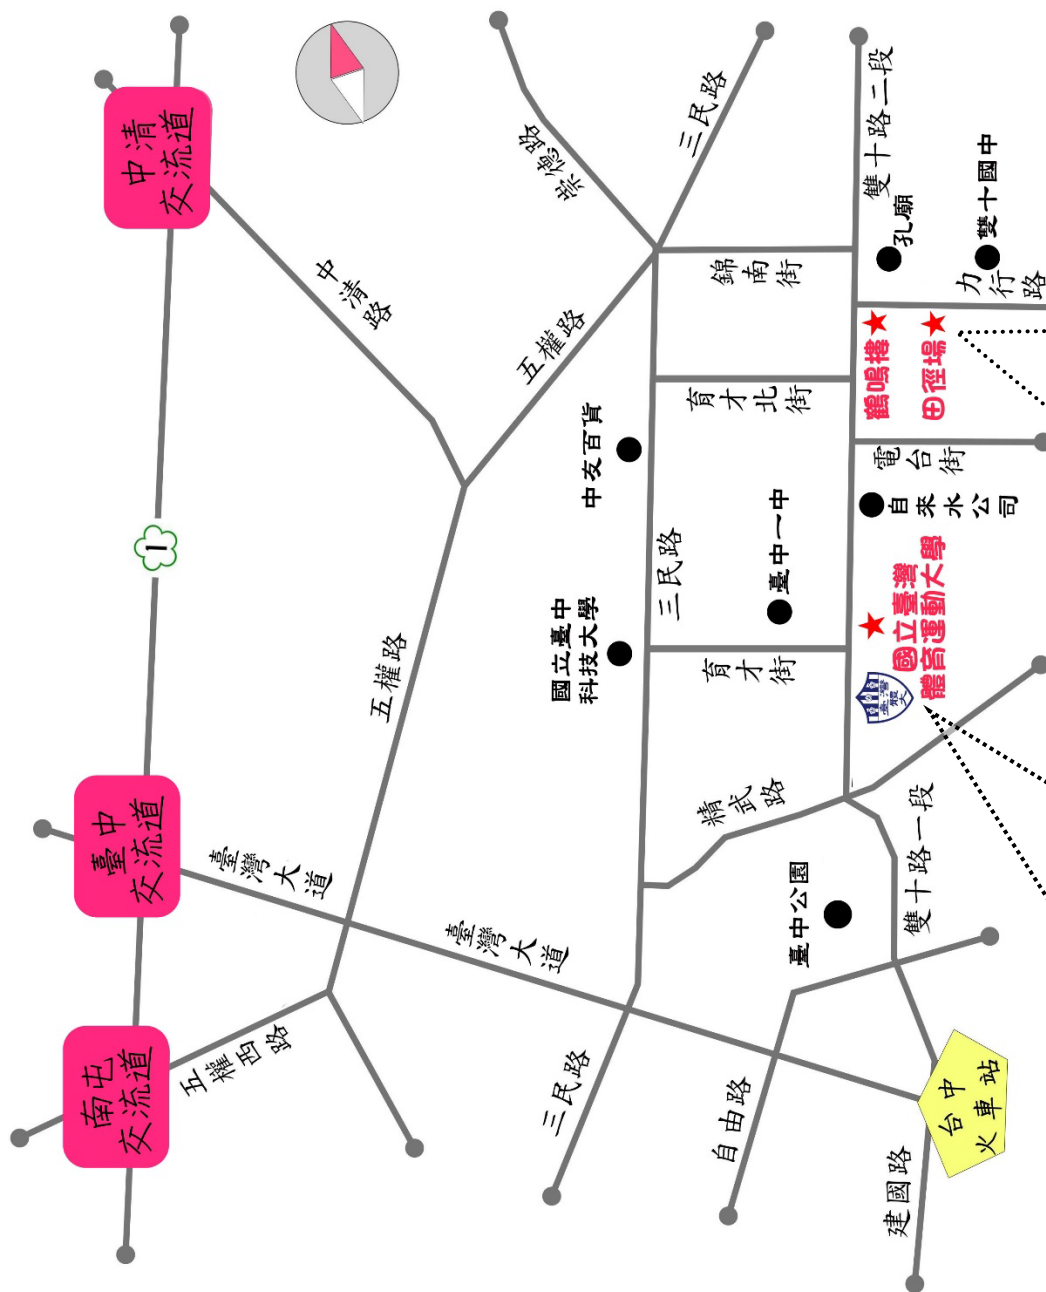 中清
交流道
臺中
交流道
南屯
交流道
1
中清路
五權路
五權路
崇德路
三民路
三民路
三民路
臺灣大道
臺灣大道
五權西路
中友百貨
國立臺中
科技大學
錦南街
育才北街
育才街
臺中一中
精武路
臺中公園
自由路
建國路
台中
火車站
雙十路一段
雙十路二段
孔廟
雙十國中
力行路
鶴鳴樓
田徑場
電台街
自來水公司
國立臺灣
體育運動大學
臺灣
體大